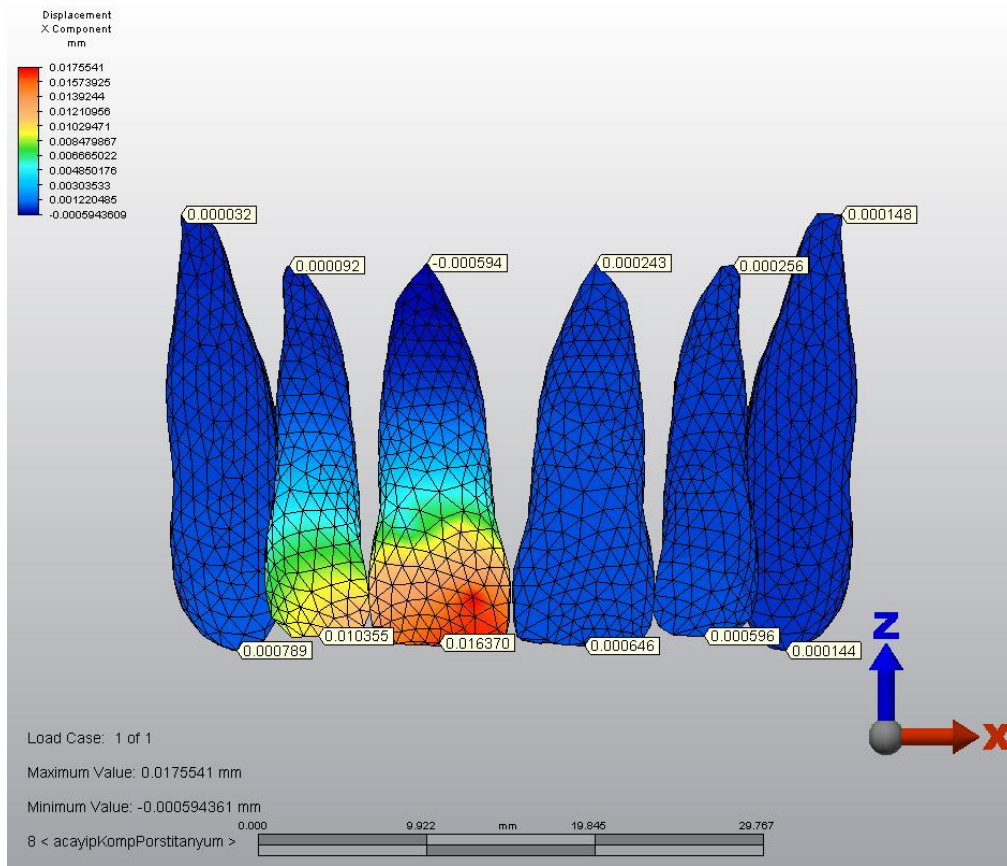 Displacement
X Component
mm
0.0175541
0.01573925
0.0139244
0.01210956
0.01029471
0.008479867
0.006665022
0.004850176
0.00303533
0.001220485
-0.0005943609
0.000032
0.000148
0.000092
-0.000594
0.000243
0.000256
0.010355
0.016370
0.000646
0.000596
0.000789
0.000144
Z
X
Load Case: 1 of 1
Maximum Value: 0.0175541 mm
Minimum Value: -0.000594361 mm
0.000 9.922 mm 19.845 29.767
8 < acayipKompPorstitanyum >